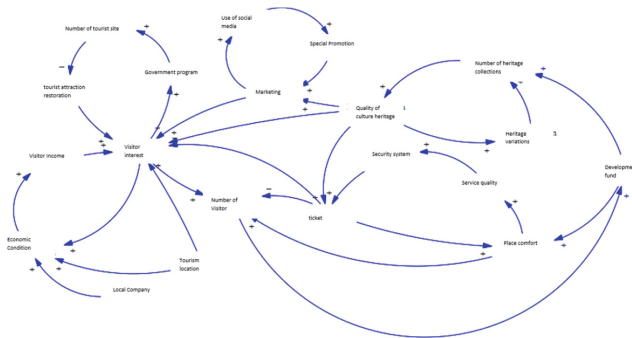 Use of social
media
Number of tourist site
Special Promotion
Number of heritage
collections
Government program
tourist attraction
restoration
Marketing
Quality of
culture heritage
Heritage
variations
Visitor Income
Visitor
interest
Security system
Developme
fund
Service quality
Number of
Visitor
ticket
Economic
Condition
Place comfort
Tourism
location
Local Company